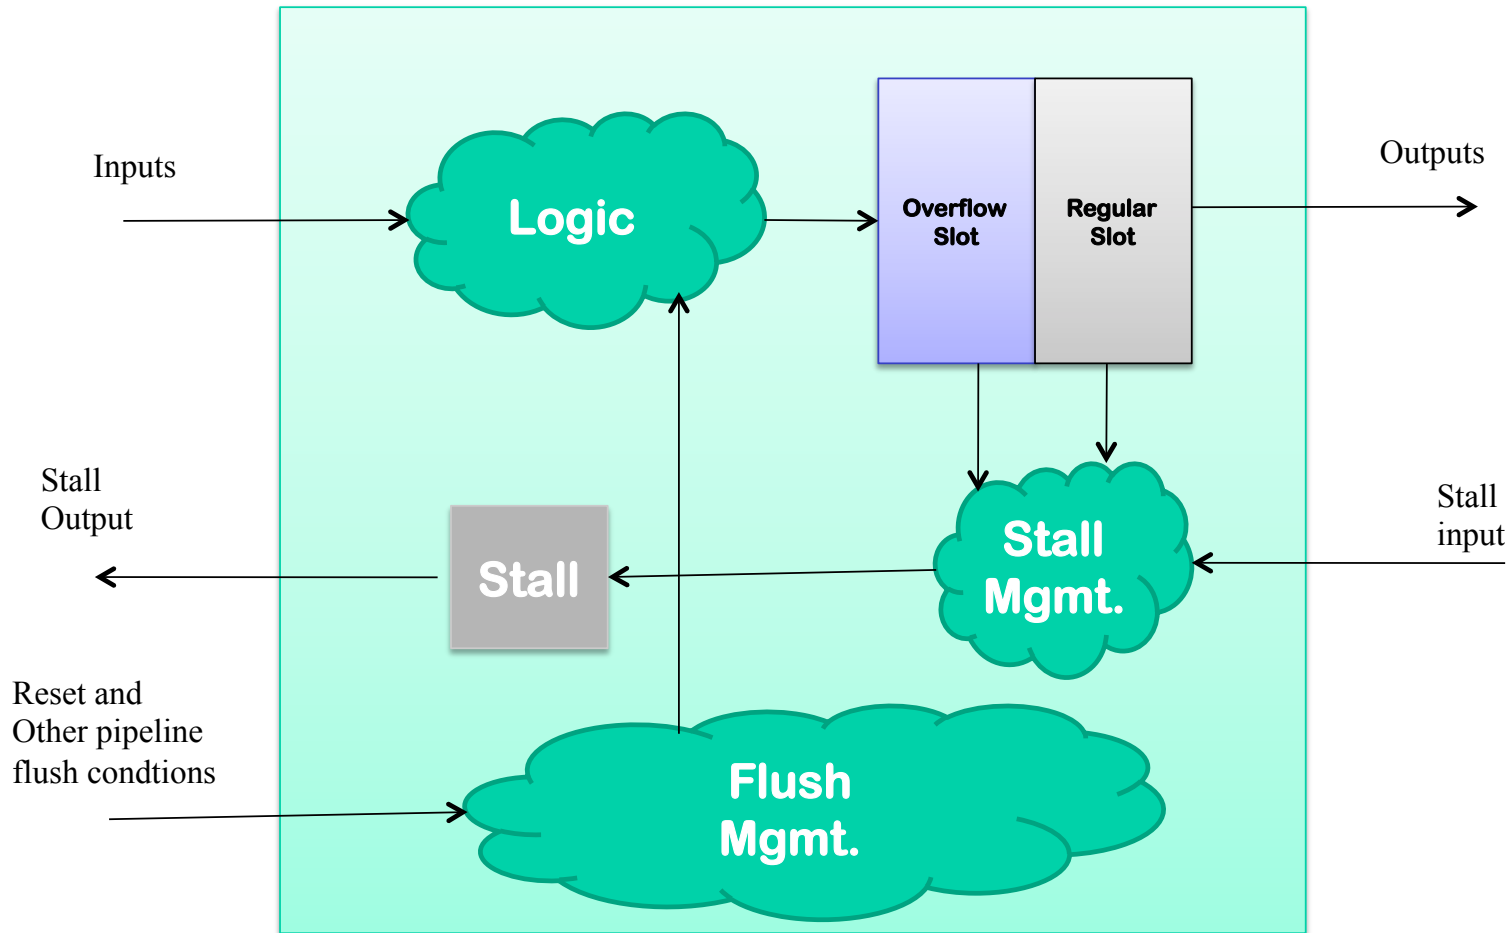 Inputs
Outputs
Logic
Overflow
Slot
Regular
Slot
Stall
Output
Stall
input
Stall
Mgmt.
Stall
Reset and
Other pipeline
flush condtions
Flush
Mgmt.